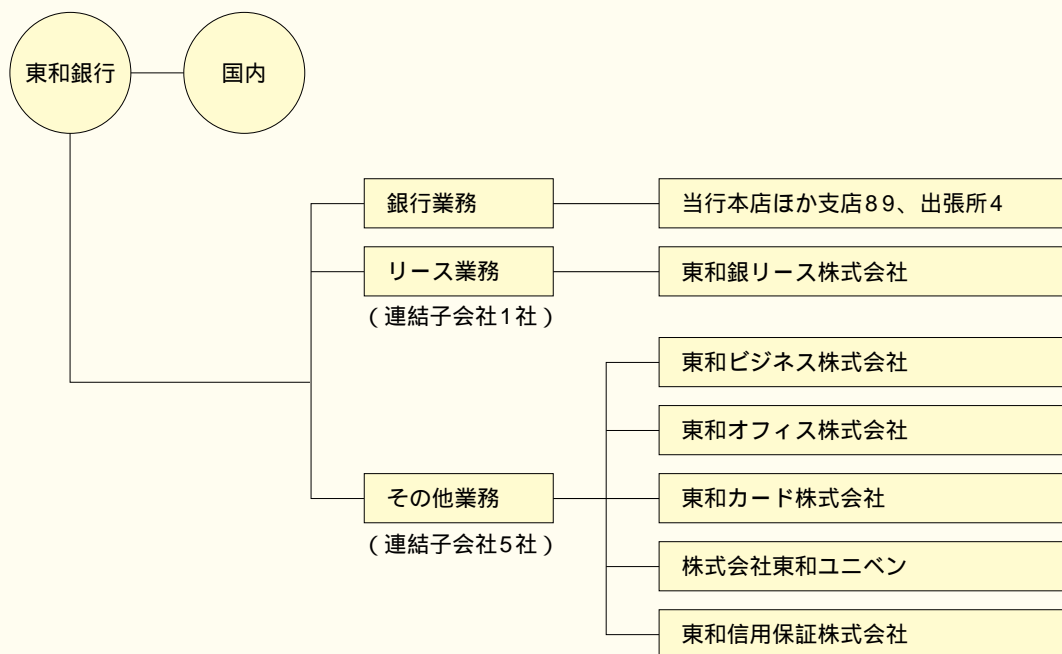 東和銀行
国内
銀行業務
当行本店ほか支店89、出張所4
リース業務
東和銀リース株式会社
（連結子会社1社）
東和ビジネス株式会社
東和オフィス株式会社
その他業務
東和カード株式会社
（連結子会社5社）
株式会社東和ユニベン
東和信用保証株式会社